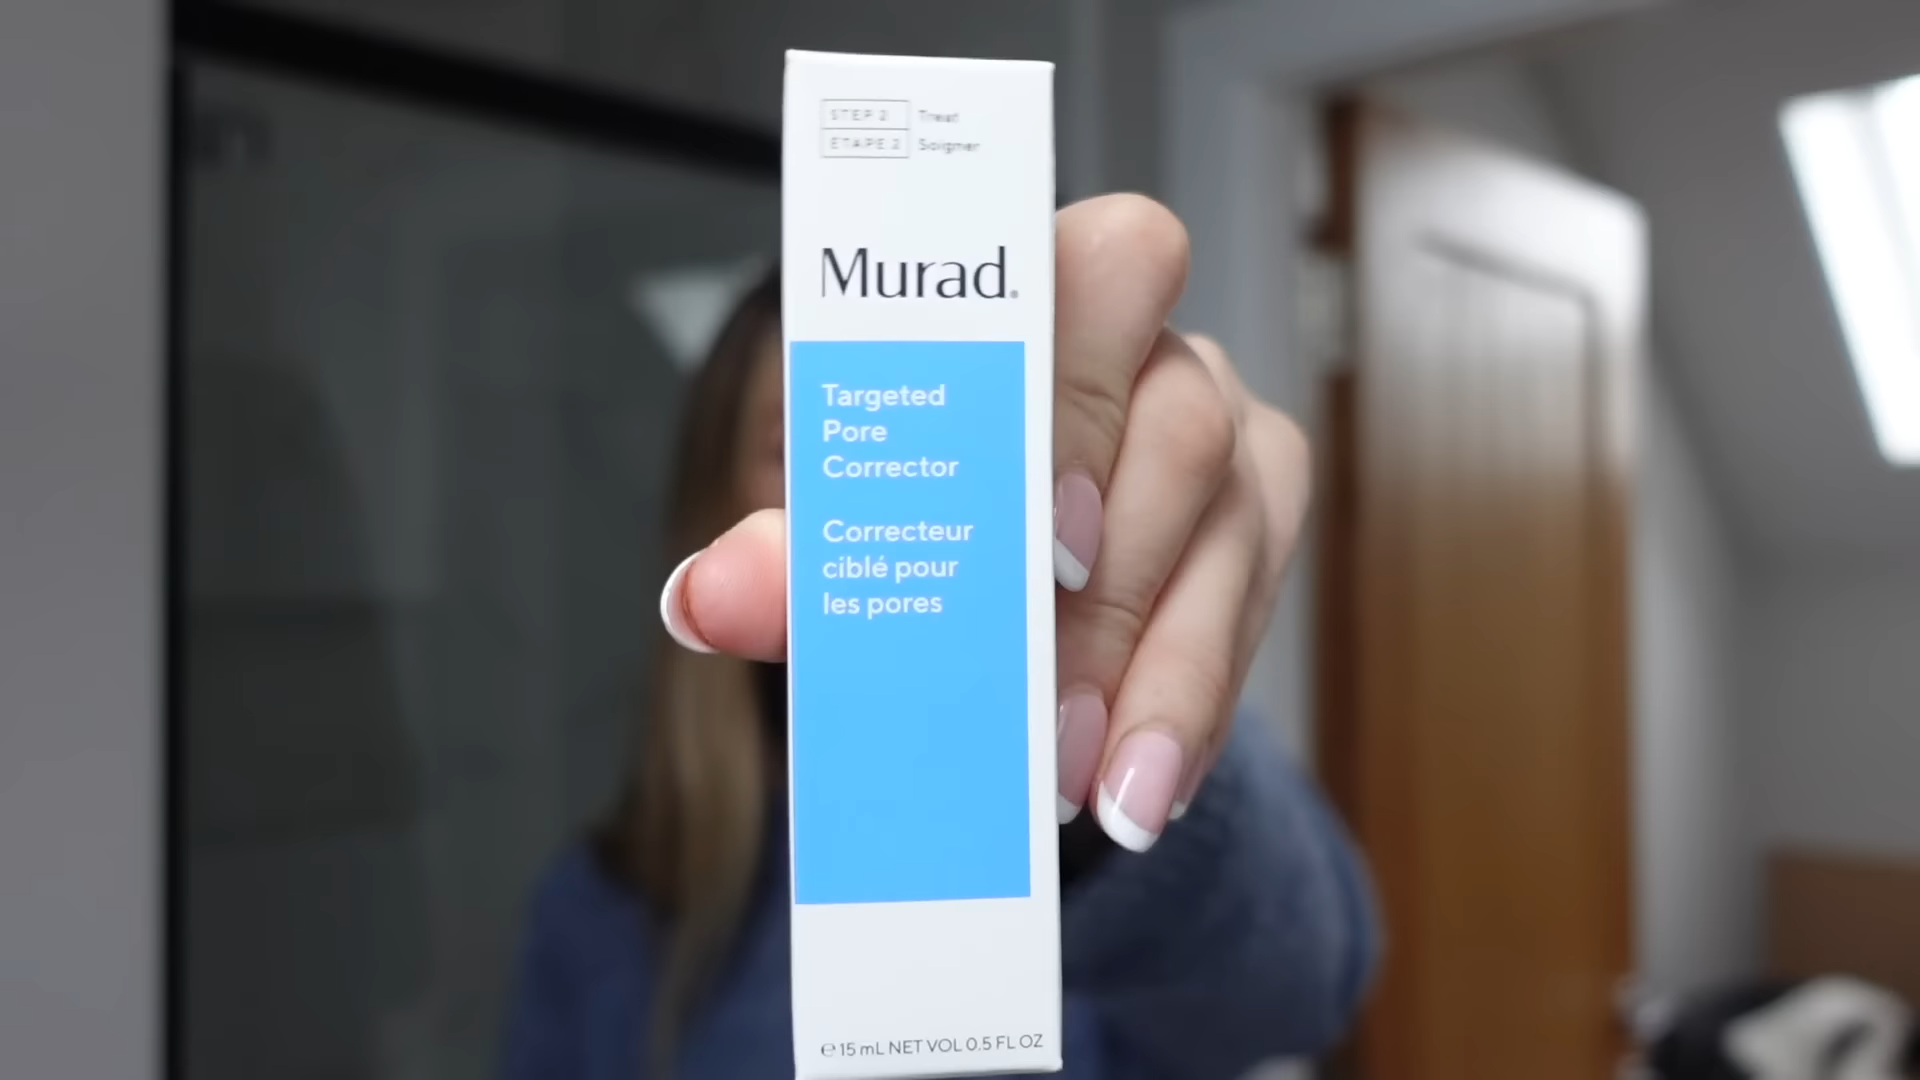 STEP 2 Treat
ÉTAPE 2 Soigner
Murad.
Targeted
Pore
Corrector
Correcteur
ciblé pour
les pores
℮ 15 mL NET VOL 0.5 FL OZ